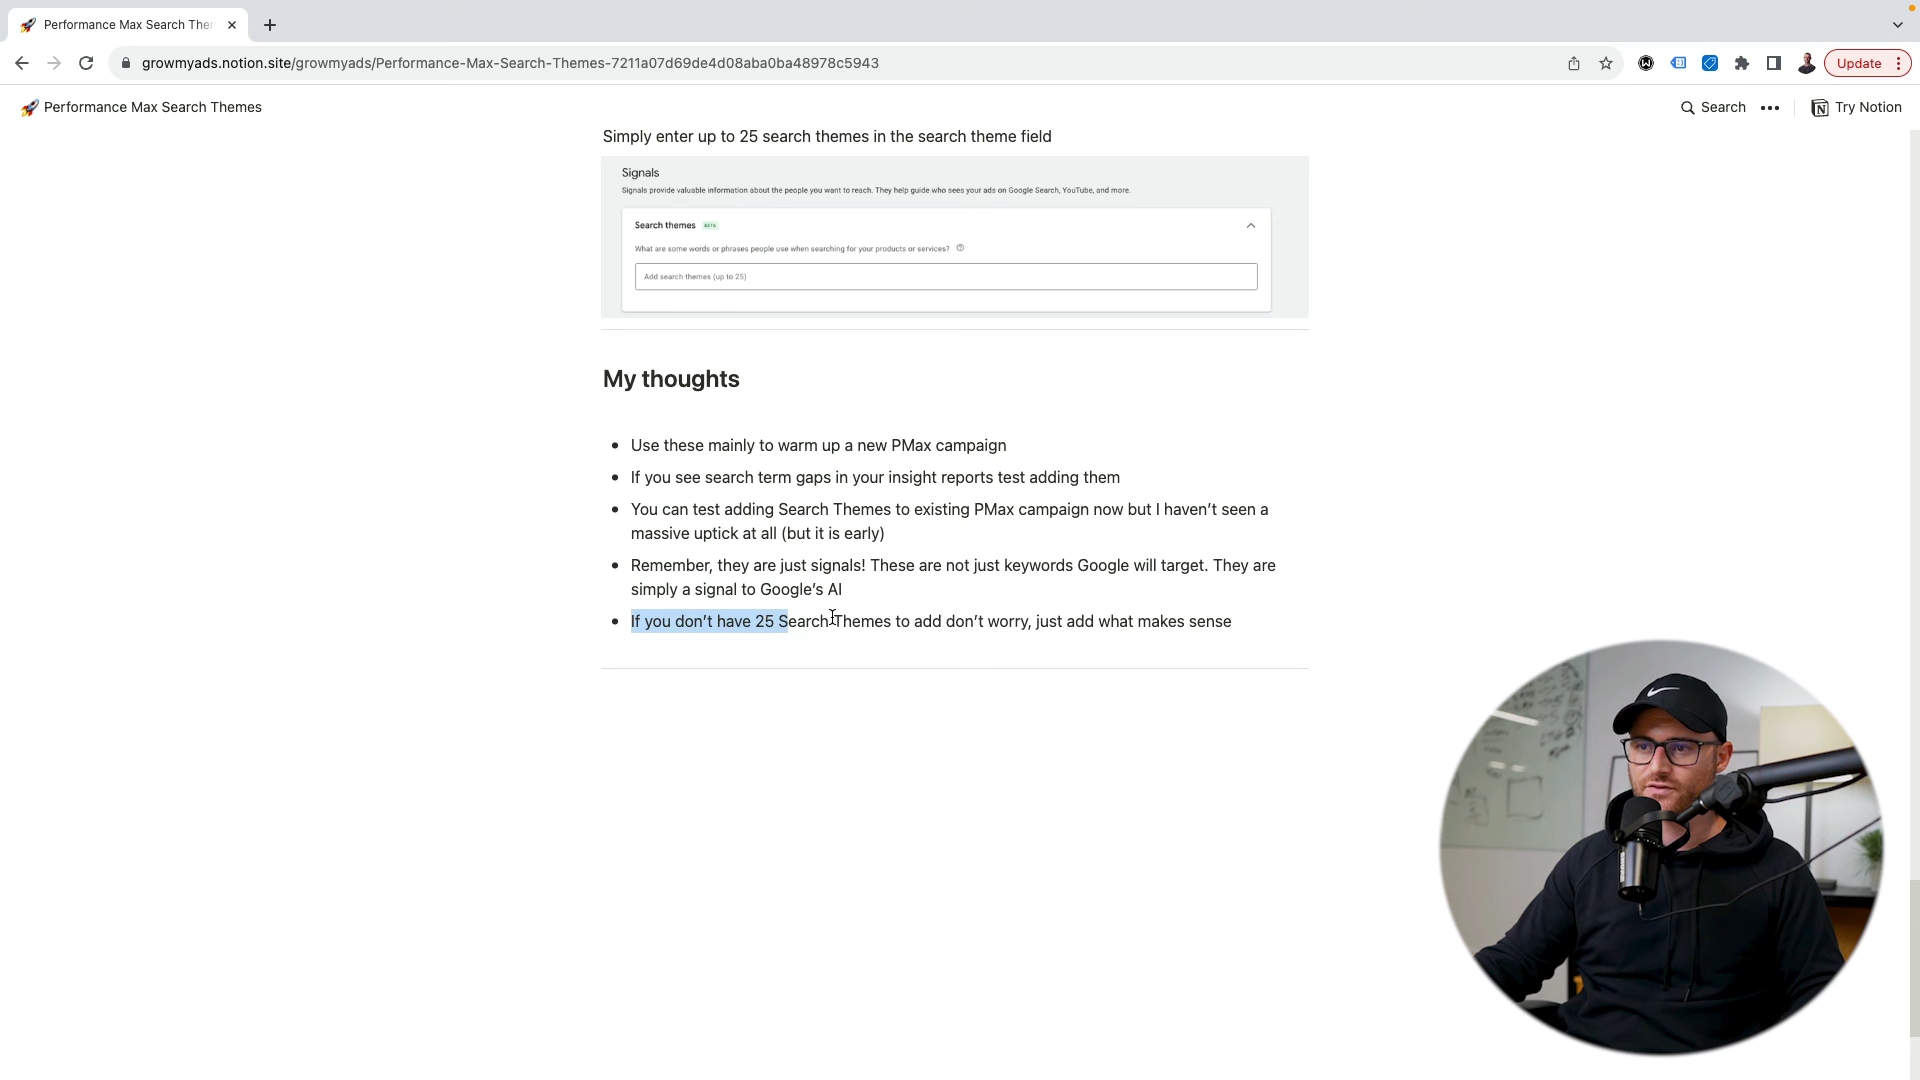 Performance Max Search Ther
Update
growmyads.notion.site/growmyads/Performance-Max-Search-Themes-7211a07d69de4d08aba0ba48978c5943
Performance Max Search Themes
Search
Try Notion
Simply enter up to 25 search themes in the search theme field
Signals
Signals provide valuable information about the people you want to reach. They help guide who sees your ads on Google Search, YouTube, and more.
Search themes BETA
What are some words or phrases people use when searching for your products or services?
Add search themes (up to 25)
My thoughts
• Use these mainly to warm up a new PMax campaign
• If you see search term gaps in your insight reports test adding them
• You can test adding Search Themes to existing PMax campaign now but I haven’t seen a
massive uptick at all (but it is early)
• Remember, they are just signals! These are not just keywords Google will target. They are
simply a signal to Google’s AI
• If you don’t have 25 Search Themes to add don’t worry, just add what makes sense